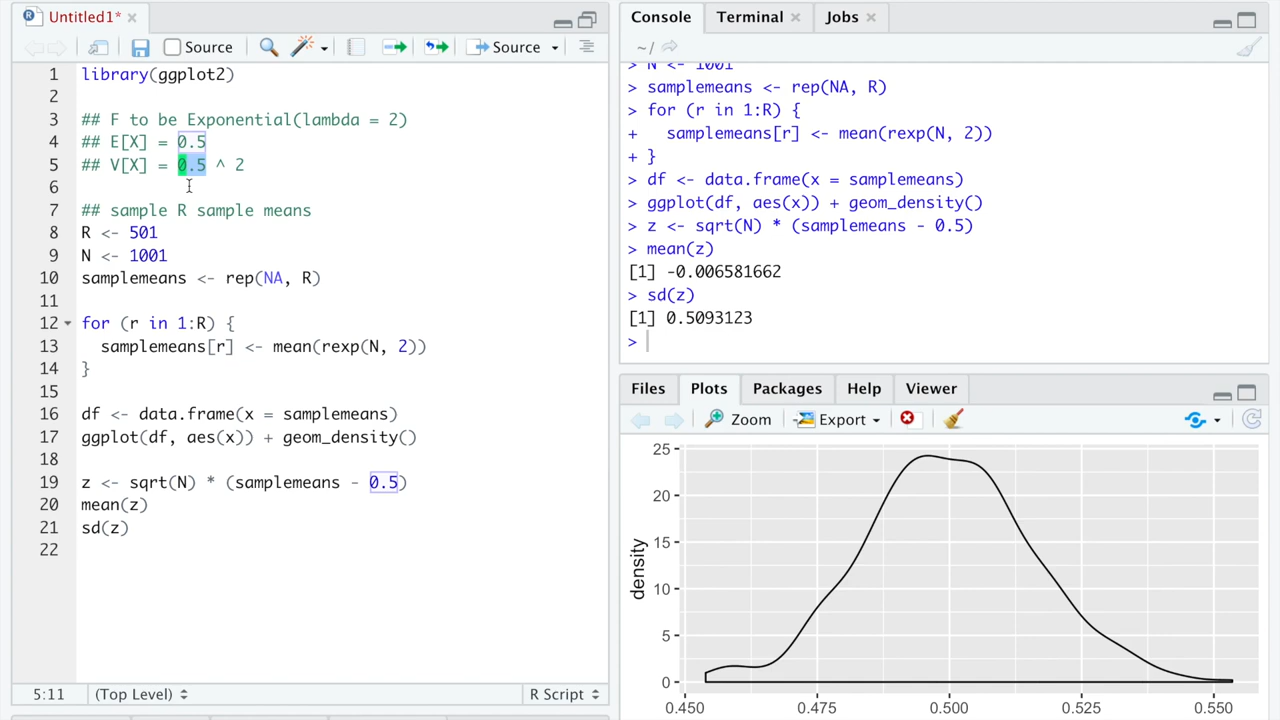 Untitled1*
Source
Source
1 library(ggplot2)
2
3 ## F to be Exponential(lambda = 2)
4 ## E[X] = 0.5
5 ## V[X] = 0.5 ^ 2
6
7 ## sample R sample means
8 R <- 501
9 N <- 1001
10 samplemeans <- rep(NA, R)
11
12 for (r in 1:R) {
13   samplemeans[r] <- mean(rexp(N, 2))
14 }
15
16 df <- data.frame(x = samplemeans)
17 ggplot(df, aes(x)) + geom_density()
18
19 z <- sqrt(N) * (samplemeans - 0.5)
20 mean(z)
21 sd(z)
22
5:11 (Top Level) R Script
Console Terminal Jobs
~/
> N <- 1001
> samplemeans <- rep(NA, R)
> for (r in 1:R) {
+   samplemeans[r] <- mean(rexp(N, 2))
+ }
> df <- data.frame(x = samplemeans)
> ggplot(df, aes(x)) + geom_density()
> z <- sqrt(N) * (samplemeans - 0.5)
> mean(z)
[1] -0.006581662
> sd(z)
[1] 0.5093123
>
Files Plots Packages Help Viewer
Zoom Export
density
25
20
15
10
5
0
0.450 0.475 0.500 0.525 0.550